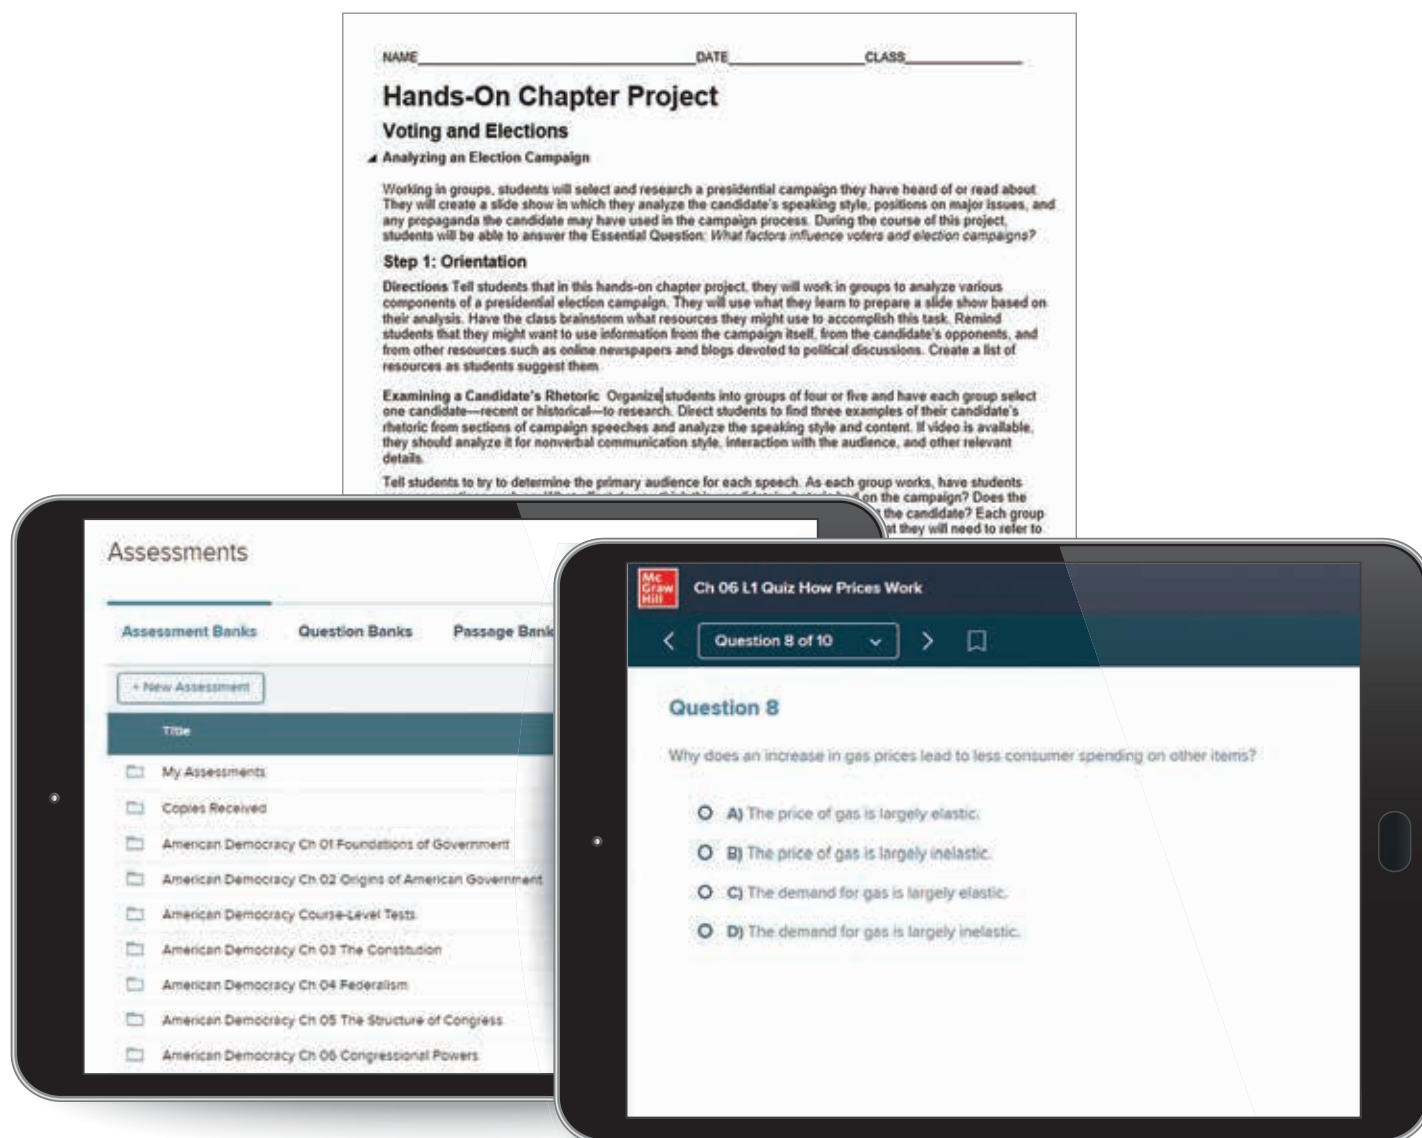 NAME DATE CLASS
Hands-On Chapter Project
Voting and Elections
Analyzing an Election Campaign
Working in groups, students will select and research a presidential campaign they have heard of or read about.
They will create a slide show in which they analyze the candidate's speaking style, positions on major issues, and
any propaganda the candidate may have used in the campaign process. During the course of this project,
students will be able to answer the Essential Question: What factors influence voters and election campaigns?
Step 1: Orientation
Directions Tell students that in this hands-on chapter project, they will work in groups to analyze various
components of a presidential election campaign. They will use what they learn to prepare a slide show based on
their analysis. Have the class brainstorm what resources they might use to accomplish this task. Remind
students that they might want to use information from the campaign itself, from the candidate's opponents, and
from other resources such as online newspapers and blogs devoted to political discussions. Create a list of
resources as students suggest them.
Examining a Candidate's Rhetoric Organize students into groups of four or five and have each group select
one candidate—recent or historical—to research. Direct students to find three examples of their candidate's
rhetoric from sections of campaign speeches and analyze the speaking style and content. If video is available,
they should analyze it for nonverbal communication style, interaction with the audience, and other relevant
details.
Tell students to try to determine the primary audience for each speech. As each group works, have students
on the campaign? Does the
the candidate? Each group
they will need to refer to
Assessments
Assessment Banks Question Banks Passage Bank
+ New Assessment
Title
My Assessments
Copies Received
American Democracy Ch 01 Foundations of Government
American Democracy Ch 02 Origins of American Government
American Democracy Course-Level Tests
American Democracy Ch 03 The Constitution
American Democracy Ch 04 Federalism
American Democracy Ch 05 The Structure of Congress
American Democracy Ch 06 Congressional Powers
Mc
Graw
Hill
Ch 06 L1 Quiz How Prices Work
Question 8 of 10
Question 8
Why does an increase in gas prices lead to less consumer spending on other items?
A) The price of gas is largely elastic.
B) The price of gas is largely inelastic.
C) The demand for gas is largely elastic.
D) The demand for gas is largely inelastic.